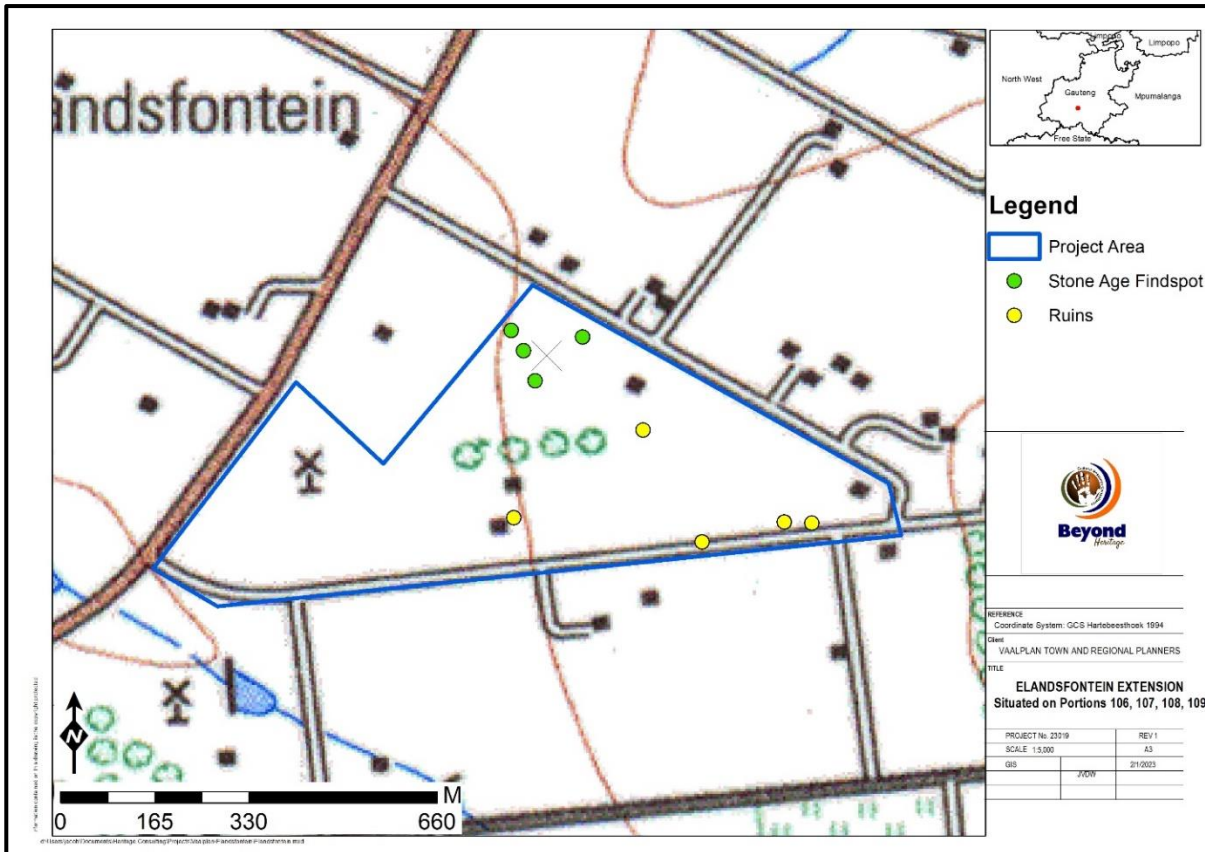 andsfontein
Limpopo
Limpopo
North West
Gauteng
Mpumalanga
Free State
Legend
Project Area
Stone Age Findspot
Ruins
Beyond
Heritage
REFERENCE
Coordinate System: GCS Hartebeesthoek 1994
Client
VAALPLAN TOWN AND REGIONAL PLANNERS
TITLE
ELANDSFONTEIN EXTENSION
Situated on Portions 106, 107, 108, 109
PROJECT No. 23019 REV 1
SCALE 1:5,000 A3
GIS 2/1/2023
JVDW
N
M
0 165 330 660